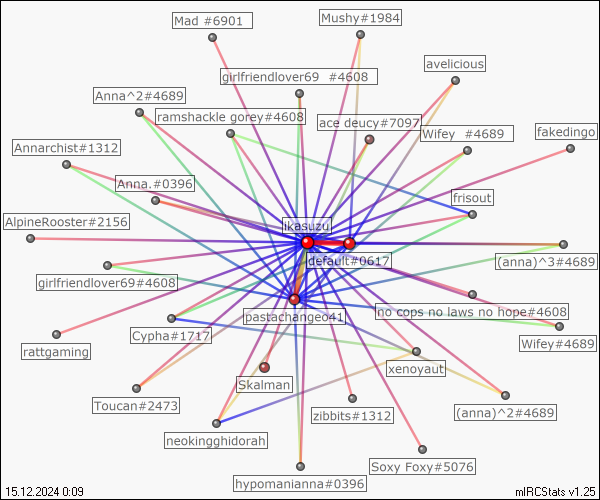 Mad #6901
Mushy#1984
avelicious
girlfriendlover69 #4608
Anna^2#4689
ramshackle gorey#4608
ace deucy#7097
Wifey #4689
fakedingo
Annarchist#1312
Anna.#0396
frisout
AlpineRooster#2156
ikasuzu
default#0617
(anna)^3#4689
girlfriendlover69#4608
pastachangeo41
no cops no laws no hope#4608
Cypha#1717
Wifey#4689
rattgaming
xenoyaut
Skalman
Toucan#2473
zibbits#1312
(anna)^2#4689
neokingghidorah
Soxy Foxy#5076
hypomanianna#0396
15.12.2024 0:09
mIRCStats v1.25